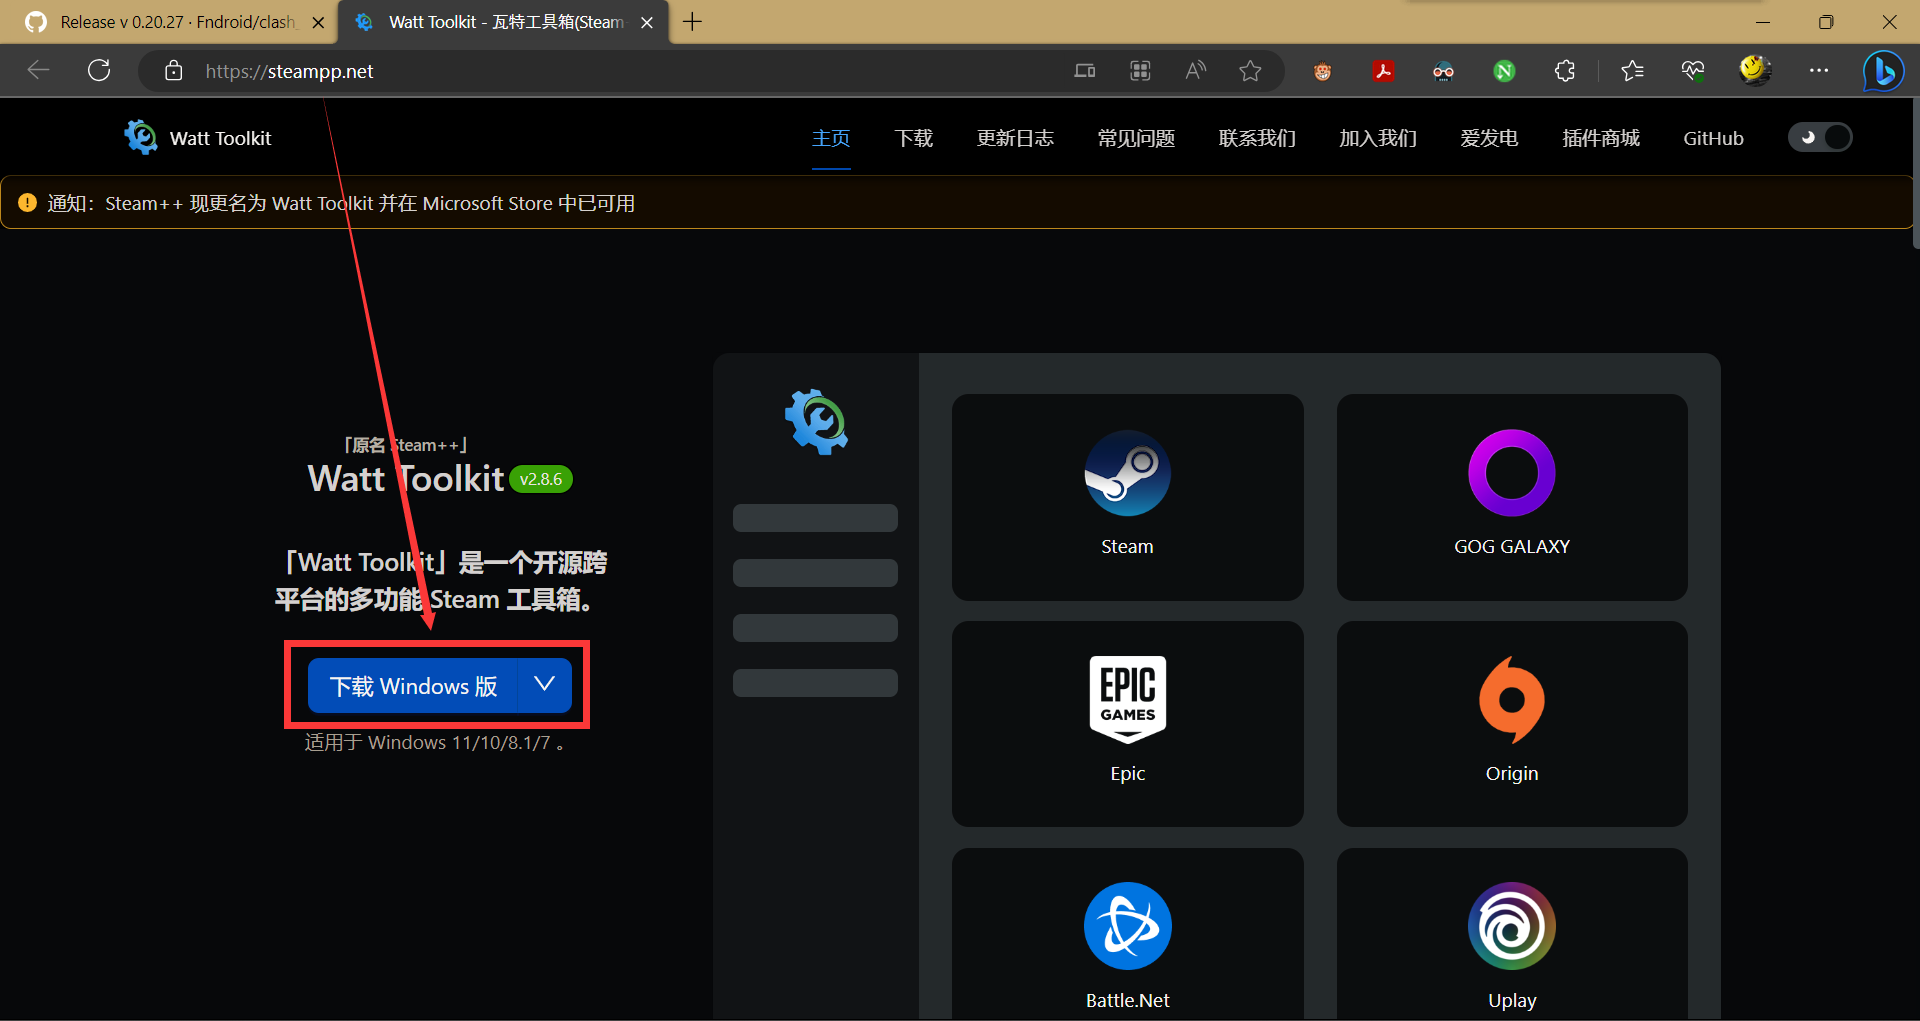 Release v 0.20.27 · Fndroid/clash_
Watt Toolkit - 瓦特工具箱(Steam
https://steampp.net
Watt Toolkit
主页
下载
更新日志
常见问题
联系我们
加入我们
爱发电
插件商城
GitHub
通知：Steam++ 现更名为 Watt Toolkit 并在 Microsoft Store 中已可用
「原名 Steam++」
Watt Toolkit v2.8.6
「Watt Toolkit」是一个开源跨
平台的多功能 Steam 工具箱。
下载 Windows 版
适用于 Windows 11/10/8.1/7 。
Steam
GOG GALAXY
EPIC
GAMES
Epic
Origin
Battle.Net
Uplay